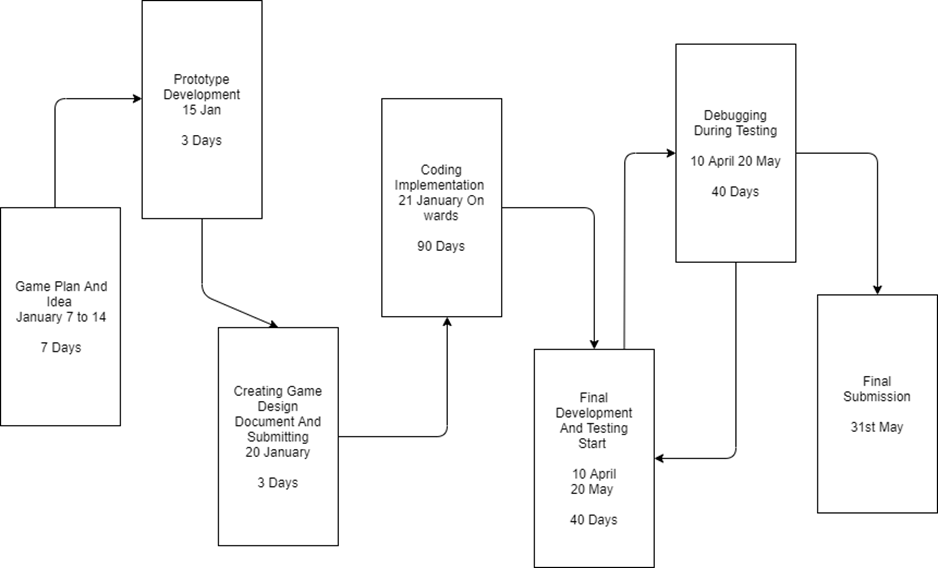 Game Plan And
Idea
January 7 to 14
7 Days
Prototype
Development
15 Jan
3 Days
Creating Game
Design
Document And
Submitting
20 January
3 Days
Coding
Implementation
21 January On
wards
90 Days
Final
Development
And Testing
Start
10 April
20 May
40 Days
Debugging
During Testing
10 April 20 May
40 Days
Final
Submission
31st May